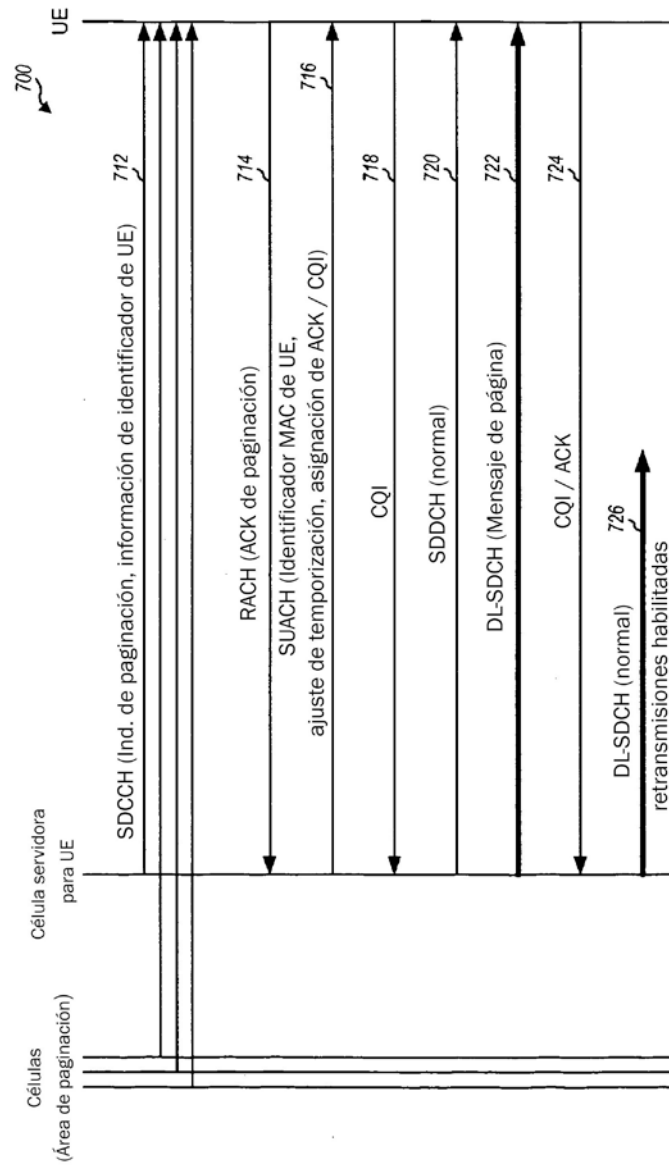 700
Células
(Área de paginación)
Célula servidora
para UE
UE
SDCCH (Ind. de paginación, información de identificador de UE)
712
RACH (ACK de paginación)
714
SUACH (Identificador MAC de UE,
ajuste de temporización, asignación de ACK / CQI)
716
CQI
718
SDDCH (normal)
720
DL-SDCH (Mensaje de página)
722
CQI / ACK
724
DL-SDCH (normal)
726
retransmisiones habilitadas